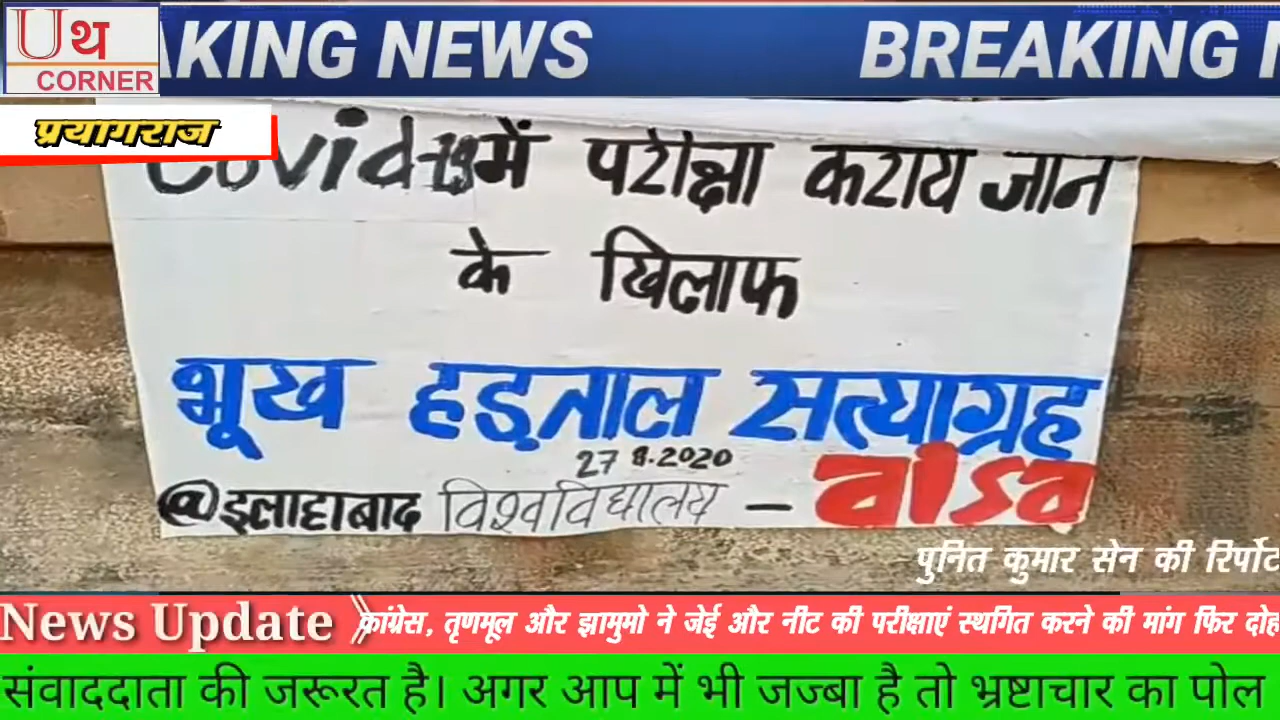 Uथ
CORNER
AKING NEWS
BREAKING
प्रयागराज
Covid-19 में परीक्षा कराये जाने
के खिलाफ
भूख हड़ताल सत्याग्रह
27 8.2020
@इलाहाबाद विश्वविद्यालय - aisa
पुनित कुमार सेन की रिर्पोट
News Update
कांग्रेस, तृणमूल और झामुमो ने जेई और नीट की परीक्षाएं स्थगित करने की मांग फिर दोह
संवाददाता की जरूरत है। अगर आप में भी जज्बा है तो भ्रष्टाचार का पोल